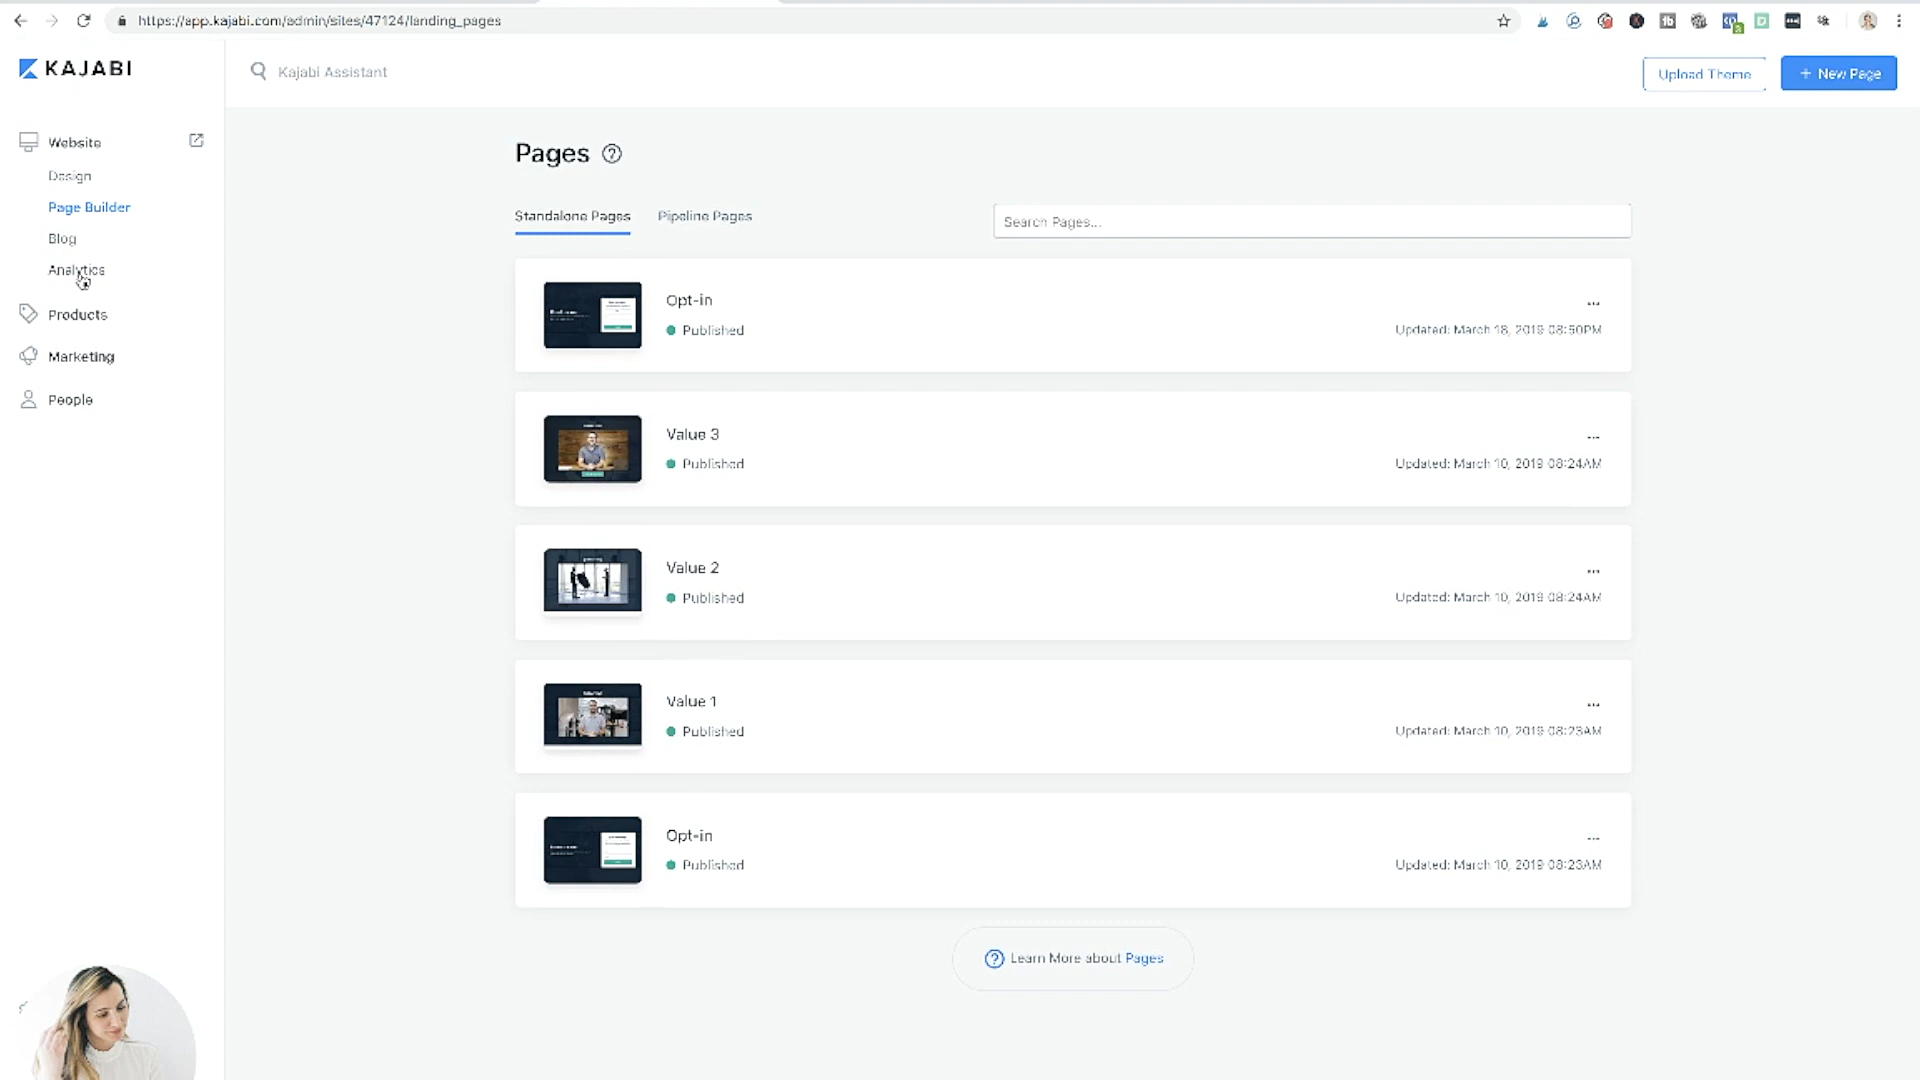 https://app.kajabi.com/admin/sites/47124/landing_pages
KAJABI
Kajabi Assistant
Upload Theme
+ New Page
Website
Design
Page Builder
Blog
Analytics
Products
Marketing
People
Pages ?
Standalone Pages
Pipeline Pages
Search Pages...
Opt-in
Published
...
Updated: March 18, 2019 08:50PM
Value 3
Published
...
Updated: March 10, 2019 08:24AM
Value 2
Published
...
Updated: March 10, 2019 08:24AM
Value 1
Published
...
Updated: March 10, 2019 08:23AM
Opt-in
Published
...
Updated: March 10, 2019 08:23AM
? Learn More about Pages